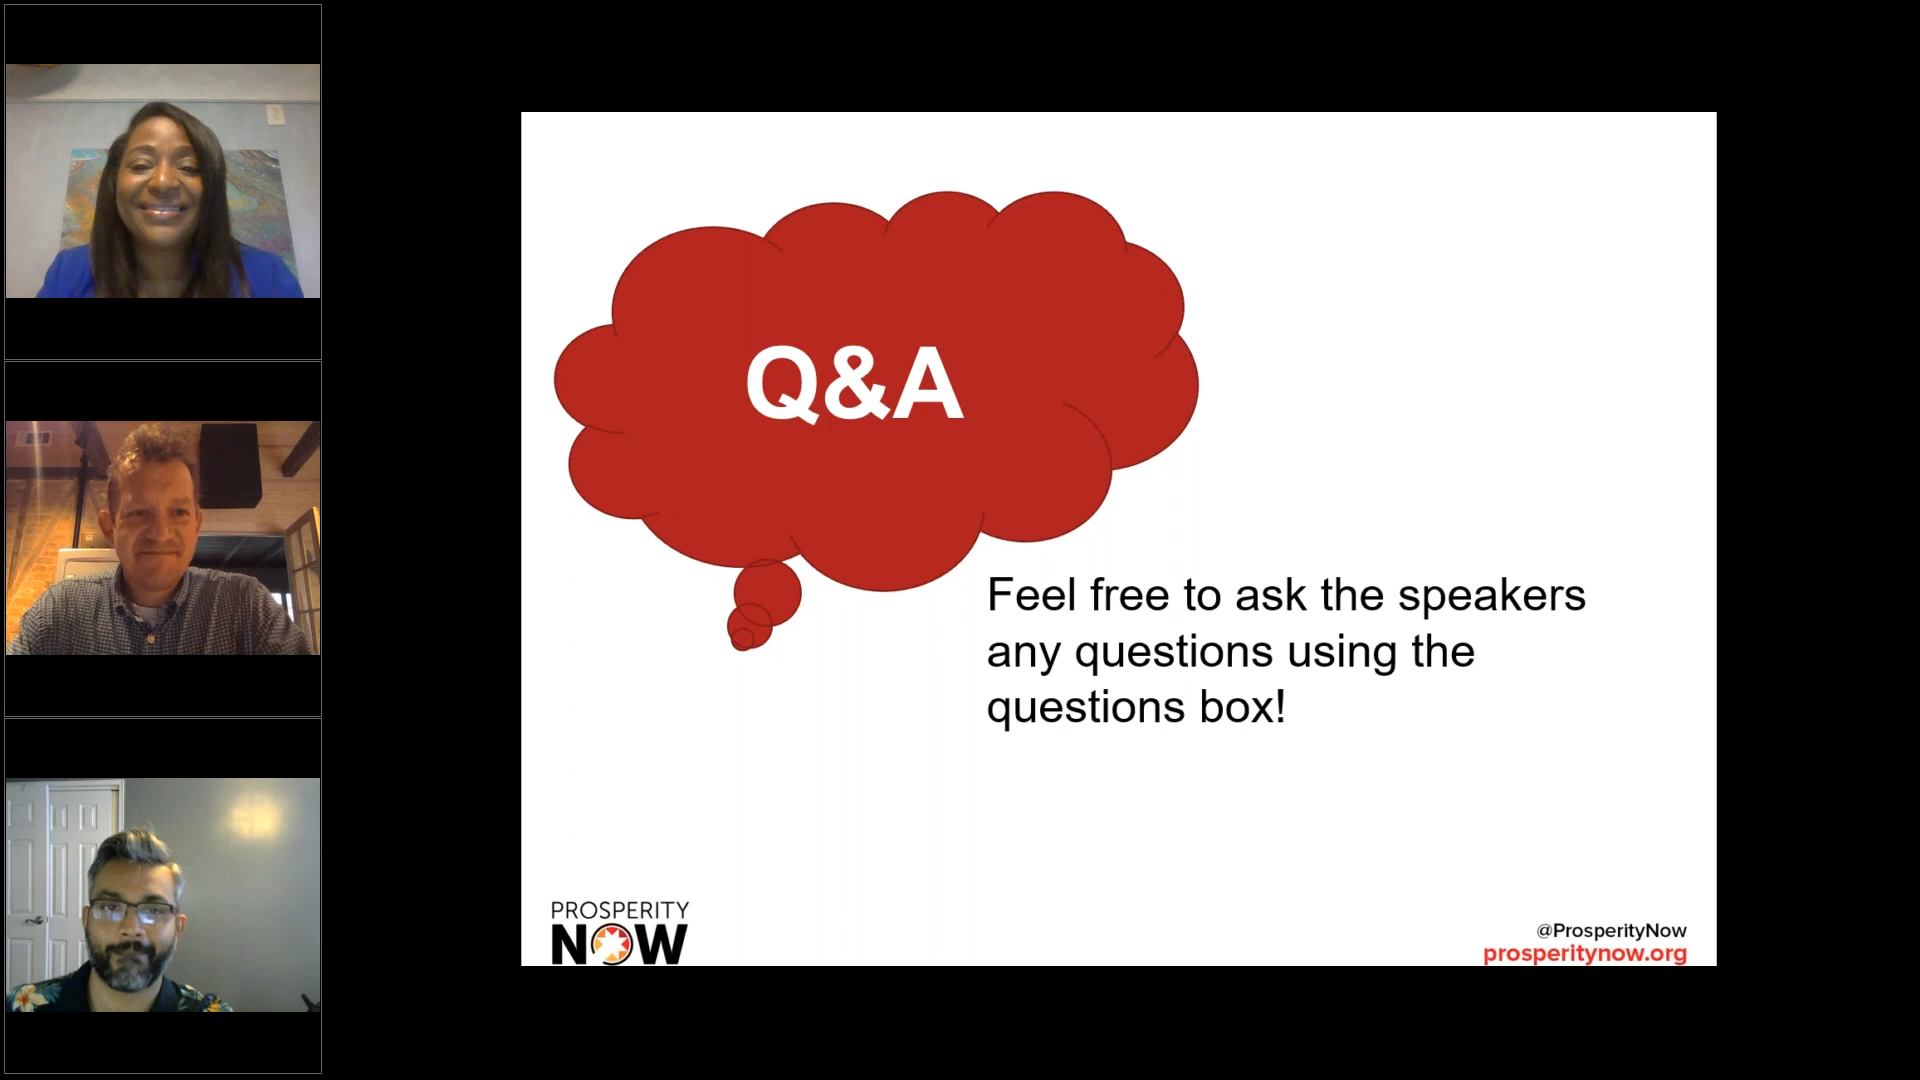 Q&A
Feel free to ask the speakers
any questions using the
questions box!
PROSPERITY
NOW
@ProsperityNow
prosperitynow.org